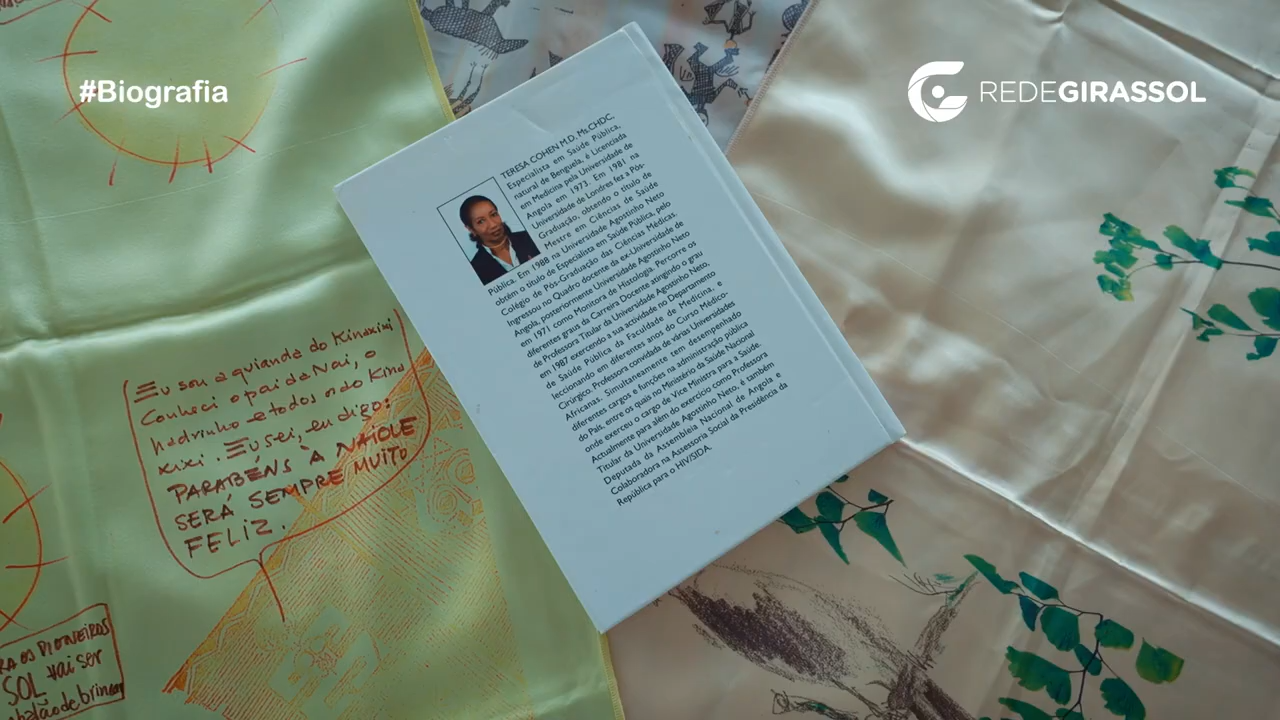 #Biografia
REDEGIRASSOL
TERESA COHEN M.D. Ms.CHDC.
Especialista em Saúde Pública,
natural de Benguela, é Licenciada
em Medicina pela Universidade de
Angola em 1973. Em 1981 na
Universidade de Londres fez a Pós-
Graduação, obtendo o título de
Mestre em Ciências de Saúde
Pública. Em 1988 na Universidade Agostinho Neto
obtém o título de Especialista em Saúde Pública, pelo
Colégio de Pós-Graduação das Ciências Médicas.
Ingressou no Quadro docente da ex-Universidade de
Angola, posteriormente Universidade Agostinho Neto
em 1971 como Monitora de Histologia. Percorre os
diferentes graus da Carreira Docente atingindo o grau
de Professora Titular da Universidade Agostinho Neto,
em 1987 exercendo a sua actividade no Departamento
de Saúde Pública da Faculdade de Medicina, e
leccionando em diferentes anos do Curso Médico-
Cirúrgico. Professora convidada de várias Universidades
Africanas. Simultaneamente tem desempenhado
diferentes cargos e funções na administração pública
do País, entre os quais no Ministério da Saúde Nacional
onde exerceu o cargo de Vice Ministra para a Saúde.
Actualmente para além do exercício como Professora
Titular da Universidade Agostinho Neto, é também
Deputada da Assembleia Nacional de Angola e
Colaboradora na Assessoria Social da Presidência da
República para o HIV/SIDA.
Eu sou a quianda do Kinaxixi
Conheci o pai da Nai, o
hadrinho e todos no do Kina
xixi. Eu sei, eu digo:
PARABÉNS À NAIOLE
SERÁ SEMPRE MUITO
FELIZ.
RA OS PIONEIROS
SOL vai ser
balão de brincar